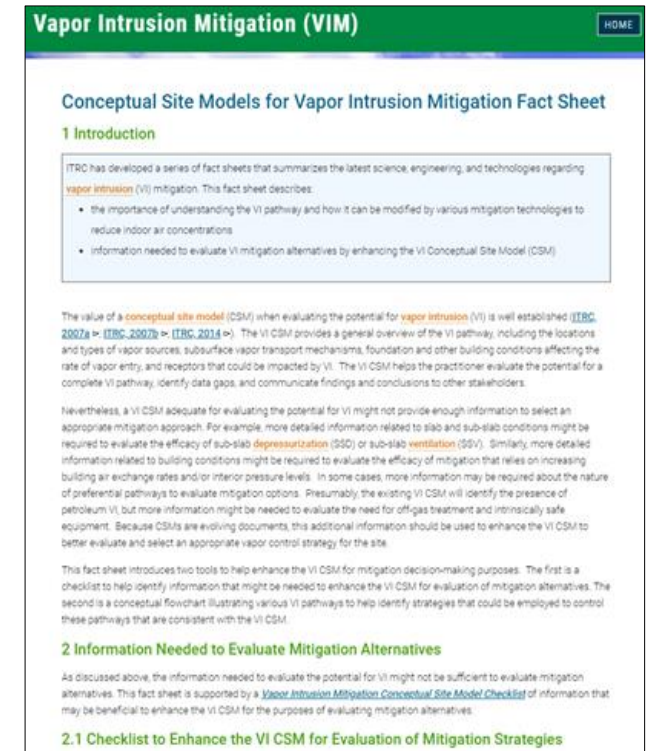 Vapor Intrusion Mitigation (VIM)
HOME
Conceptual Site Models for Vapor Intrusion Mitigation Fact Sheet
1 Introduction
ITRC has developed a series of fact sheets that summarizes the latest science, engineering, and technologies regarding
vapor intrusion (VI) mitigation. This fact sheet describes:
• the importance of understanding the VI pathway and how it can be modified by various mitigation technologies to
reduce indoor air concentrations
• information needed to evaluate VI mitigation alternatives by enhancing the VI Conceptual Site Model (CSM)
The value of a conceptual site model (CSM) when evaluating the potential for vapor intrusion (VI) is well established (ITRC,
2007a ⊳, ITRC, 2007b ⊳, ITRC, 2014 ⊳). The VI CSM provides a general overview of the VI pathway, including the locations
and types of vapor sources, subsurface vapor transport mechanisms, foundation and other building conditions affecting the
rate of vapor entry, and receptors that could be impacted by VI. The VI CSM helps the practitioner evaluate the potential for a
complete VI pathway, identify data gaps, and communicate findings and conclusions to other stakeholders.
Nevertheless, a VI CSM adequate for evaluating the potential for VI might not provide enough information to select an
appropriate mitigation approach. For example, more detailed information related to slab and sub-slab conditions might be
required to evaluate the efficacy of sub-slab depressurization (SSD) or sub-slab ventilation (SSV). Similarly, more detailed
information related to building conditions might be required to evaluate the efficacy of mitigation that relies on increasing
building air exchange rates and/or interior pressure levels. In some cases, more information may be required about the nature
of preferential pathways to evaluate mitigation options. Presumably, the existing VI CSM will identify the presence of
petroleum VI, but more information might be needed to evaluate the need for off-gas treatment and intrinsically safe
equipment. Because CSMs are evolving documents, this additional information should be used to enhance the VI CSM to
better evaluate and select an appropriate vapor control strategy for the site.
This fact sheet introduces two tools to help enhance the VI CSM for mitigation decision-making purposes. The first is a
checklist to help identify information that might be needed to enhance the VI CSM for evaluation of mitigation alternatives. The
second is a conceptual flowchart illustrating various VI pathways to help identify strategies that could be employed to control
these pathways that are consistent with the VI CSM.
2 Information Needed to Evaluate Mitigation Alternatives
As discussed above, the information needed to evaluate the potential for VI might not be sufficient to evaluate mitigation
alternatives. This fact sheet is supported by a Vapor Intrusion Mitigation Conceptual Site Model Checklist of information that
may be beneficial to enhance the VI CSM for the purposes of evaluating mitigation alternatives.
2.1 Checklist to Enhance the VI CSM for Evaluation of Mitigation Strategies